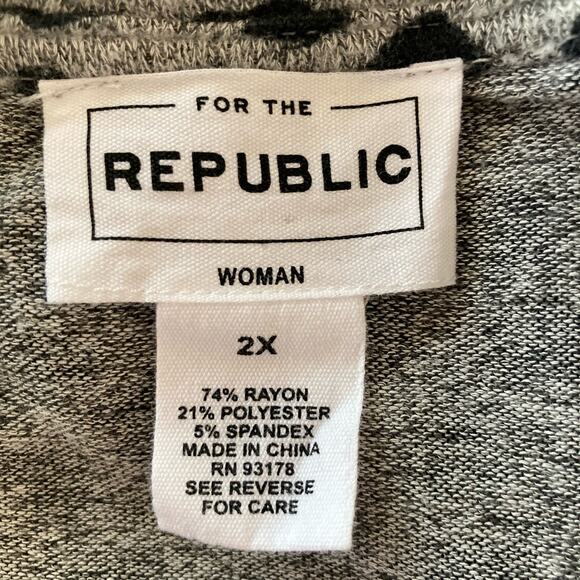 FOR THE
REPUBLIC
WOMAN
2X
74% RAYON
21% POLYESTER
5% SPANDEX
MADE IN CHINA
RN 93178
SEE REVERSE
FOR CARE